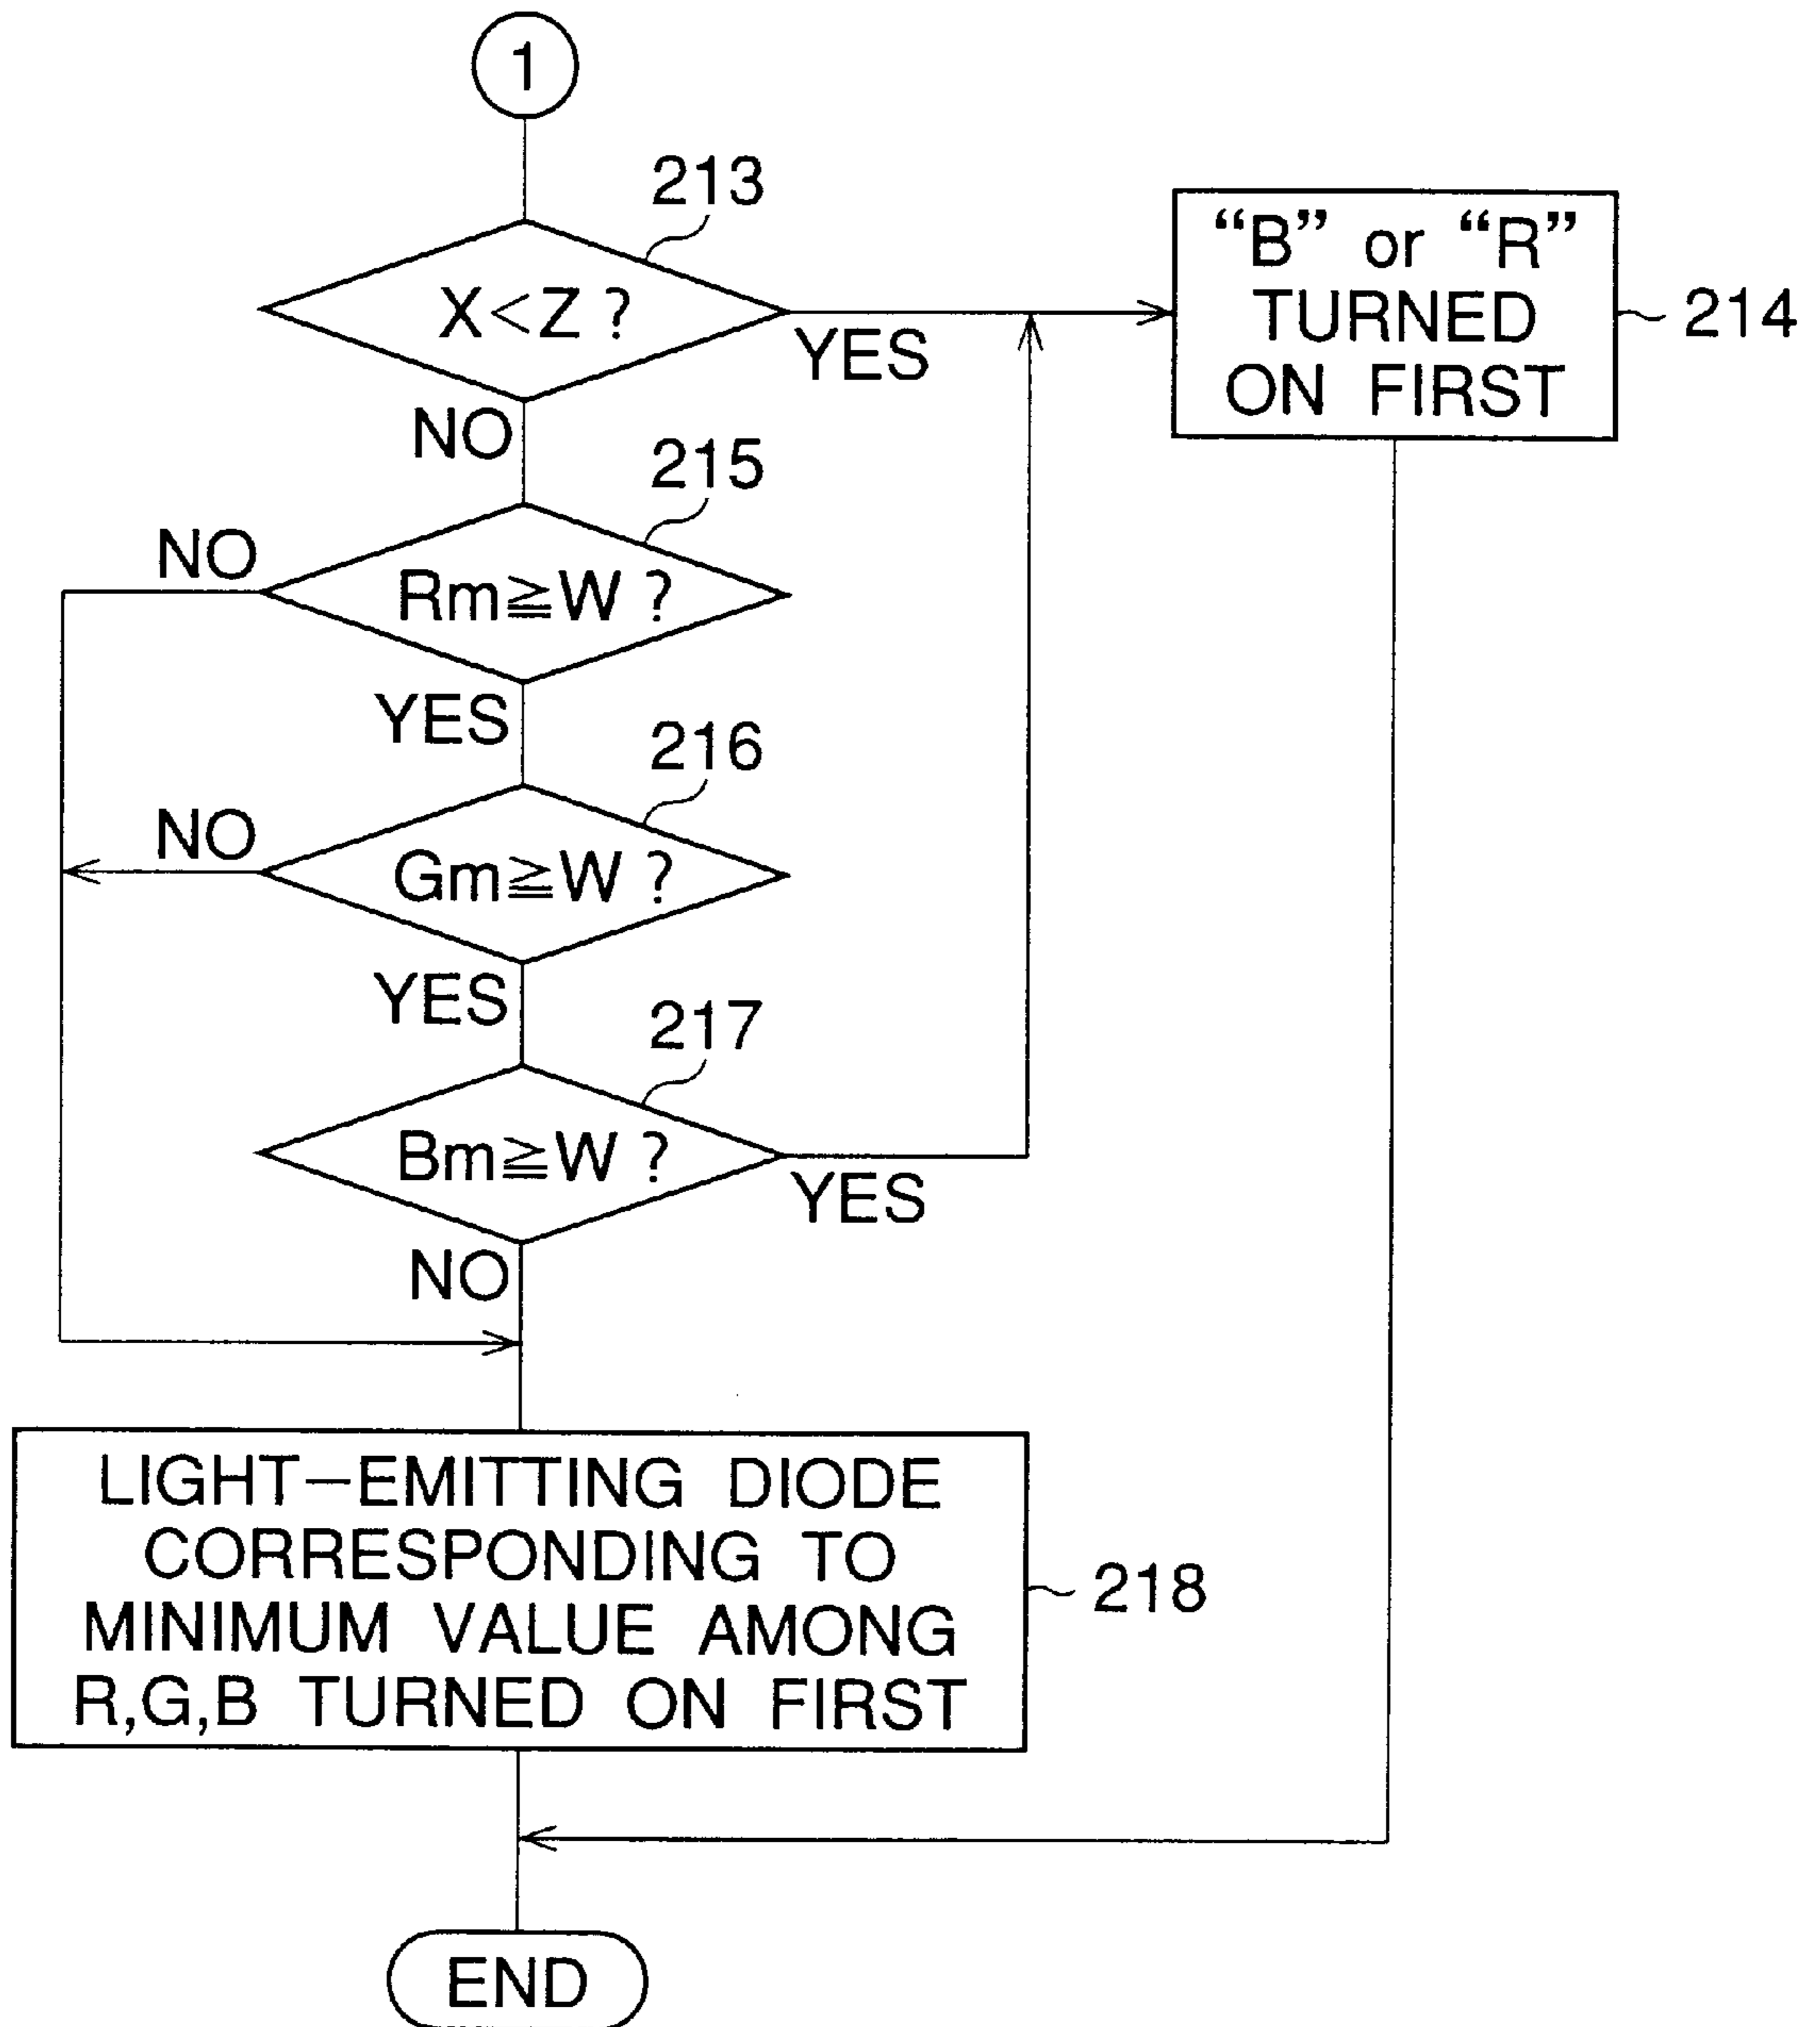 1
213
X<Z ?
YES
NO
"B" or "R"
TURNED
ON FIRST
214
215
NO
Rm≧W ?
YES
216
NO
Gm≧W ?
YES
217
Bm≧W ?
YES
NO
LIGHT-EMITTING DIODE
CORRESPONDING TO
MINIMUM VALUE AMONG
R,G,B TURNED ON FIRST
218
END